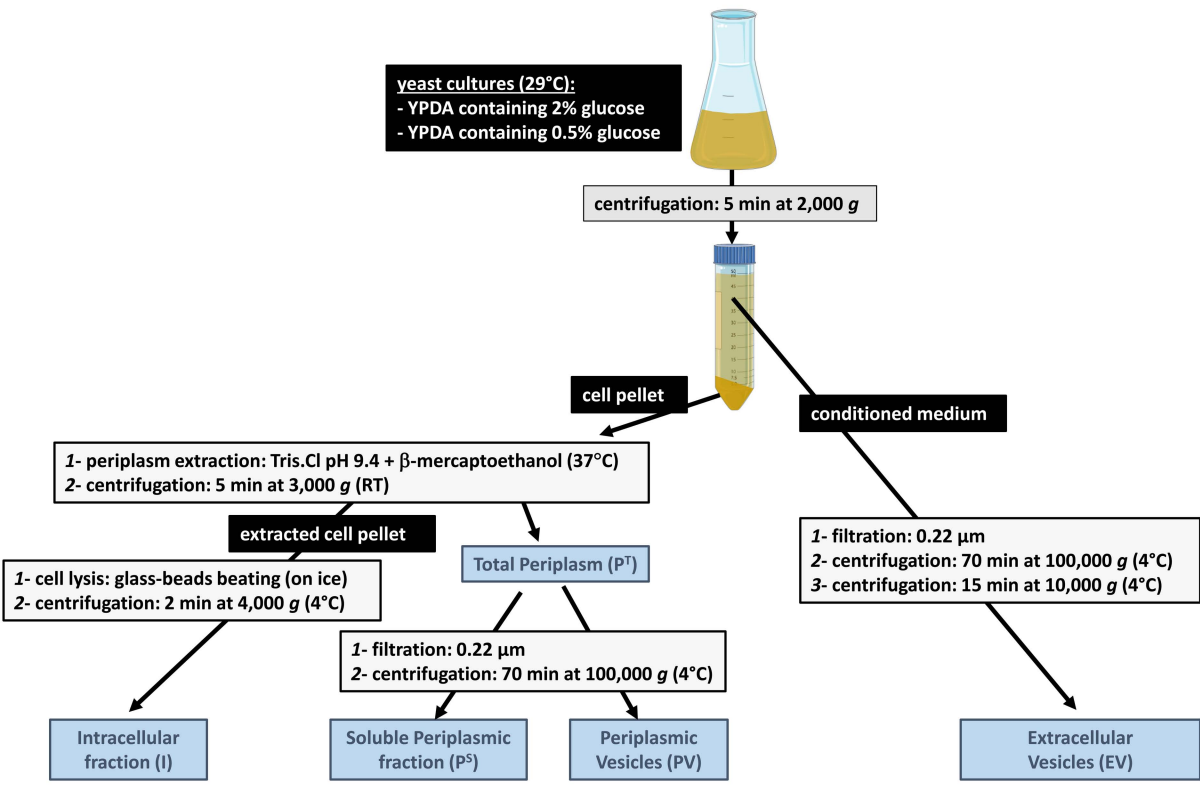 yeast cultures (29°C):
- YPDA containing 2% glucose
- YPDA containing 0.5% glucose
centrifugation: 5 min at 2,000 g
cell pellet
conditioned medium
1- periplasm extraction: Tris.Cl pH 9.4 + β-mercaptoethanol (37°C)
2- centrifugation: 5 min at 3,000 g (RT)
extracted cell pellet
Total Periplasm (Pᵀ)
1- filtration: 0.22 µm
2- centrifugation: 70 min at 100,000 g (4°C)
3- centrifugation: 15 min at 10,000 g (4°C)
1- cell lysis: glass-beads beating (on ice)
2- centrifugation: 2 min at 4,000 g (4°C)
1- filtration: 0.22 µm
2- centrifugation: 70 min at 100,000 g (4°C)
Intracellular
fraction (I)
Soluble Periplasmic
fraction (Pˢ)
Periplasmic
Vesicles (PV)
Extracellular
Vesicles (EV)